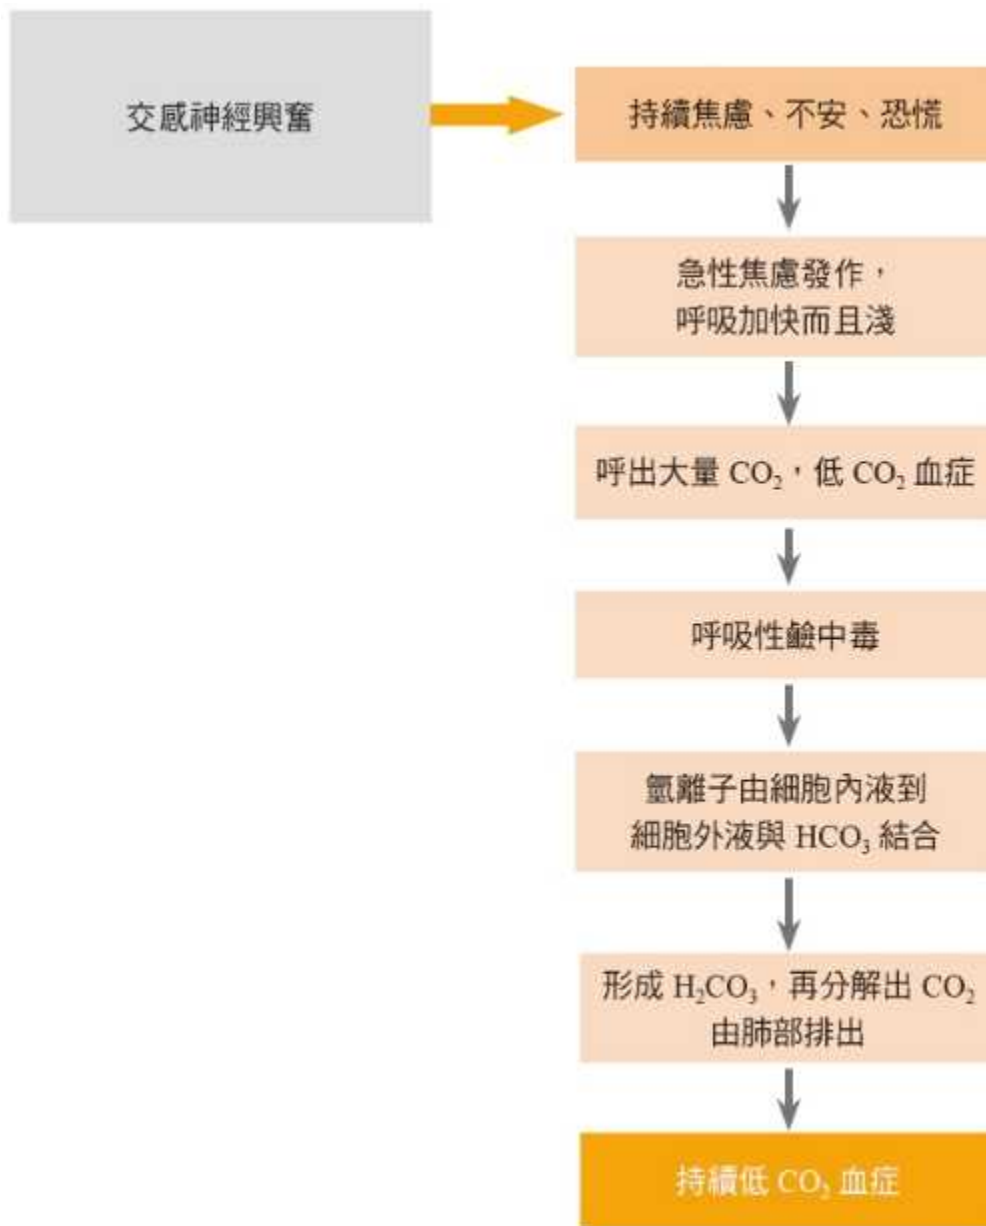 交感神經興奮
持續焦慮、不安、恐慌
急性焦慮發作，
呼吸加快而且淺
呼出大量 CO₂，低 CO₂ 血症
呼吸性鹼中毒
氫離子由細胞內液到
細胞外液與 HCO₃ 結合
形成 H₂CO₃，再分解出 CO₂
由肺部排出
持續低 CO₂ 血症